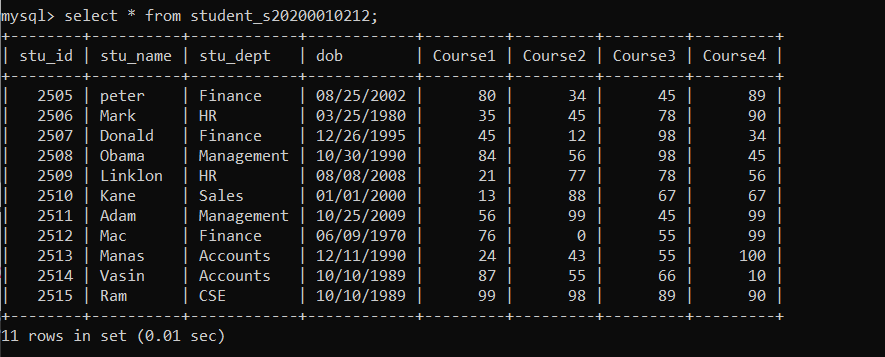 mysql> select * from student_s20200010212;
+--------+----------+------------+------------+---------+---------+---------+---------+
| stu_id | stu_name | stu_dept   | dob        | Course1 | Course2 | Course3 | Course4 |
+--------+----------+------------+------------+---------+---------+---------+---------+
|   2505 | peter    | Finance    | 08/25/2002 |      80 |      34 |      45 |      89 |
|   2506 | Mark     | HR         | 03/25/1980 |      35 |      45 |      78 |      90 |
|   2507 | Donald   | Finance    | 12/26/1995 |      45 |      12 |      98 |      34 |
|   2508 | Obama    | Management | 10/30/1990 |      84 |      56 |      98 |      45 |
|   2509 | Linklon  | HR         | 08/08/2008 |      21 |      77 |      78 |      56 |
|   2510 | Kane     | Sales      | 01/01/2000 |      13 |      88 |      67 |      67 |
|   2511 | Adam     | Management | 10/25/2009 |      56 |      99 |      45 |      99 |
|   2512 | Mac      | Finance    | 06/09/1970 |      76 |       0 |      55 |      99 |
|   2513 | Manas    | Accounts   | 12/11/1990 |      24 |      43 |      55 |     100 |
|   2514 | Vasin    | Accounts   | 10/10/1989 |      87 |      55 |      66 |      10 |
|   2515 | Ram      | CSE        | 10/10/1989 |      99 |      98 |      89 |      90 |
+--------+----------+------------+------------+---------+---------+---------+---------+
11 rows in set (0.01 sec)